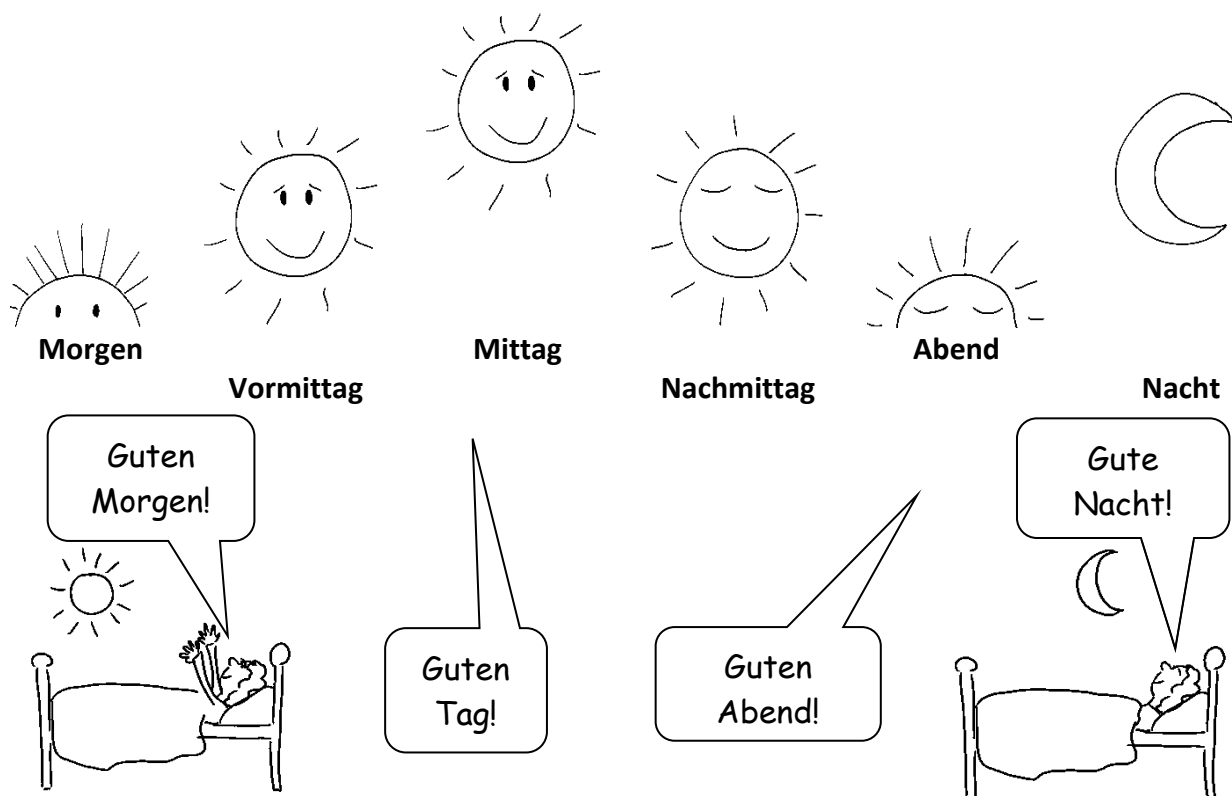 Morgen
Mittag
Abend
Vormittag
Nachmittag
Nacht
Guten
Morgen!
Gute
Nacht!
Guten
Tag!
Guten
Abend!